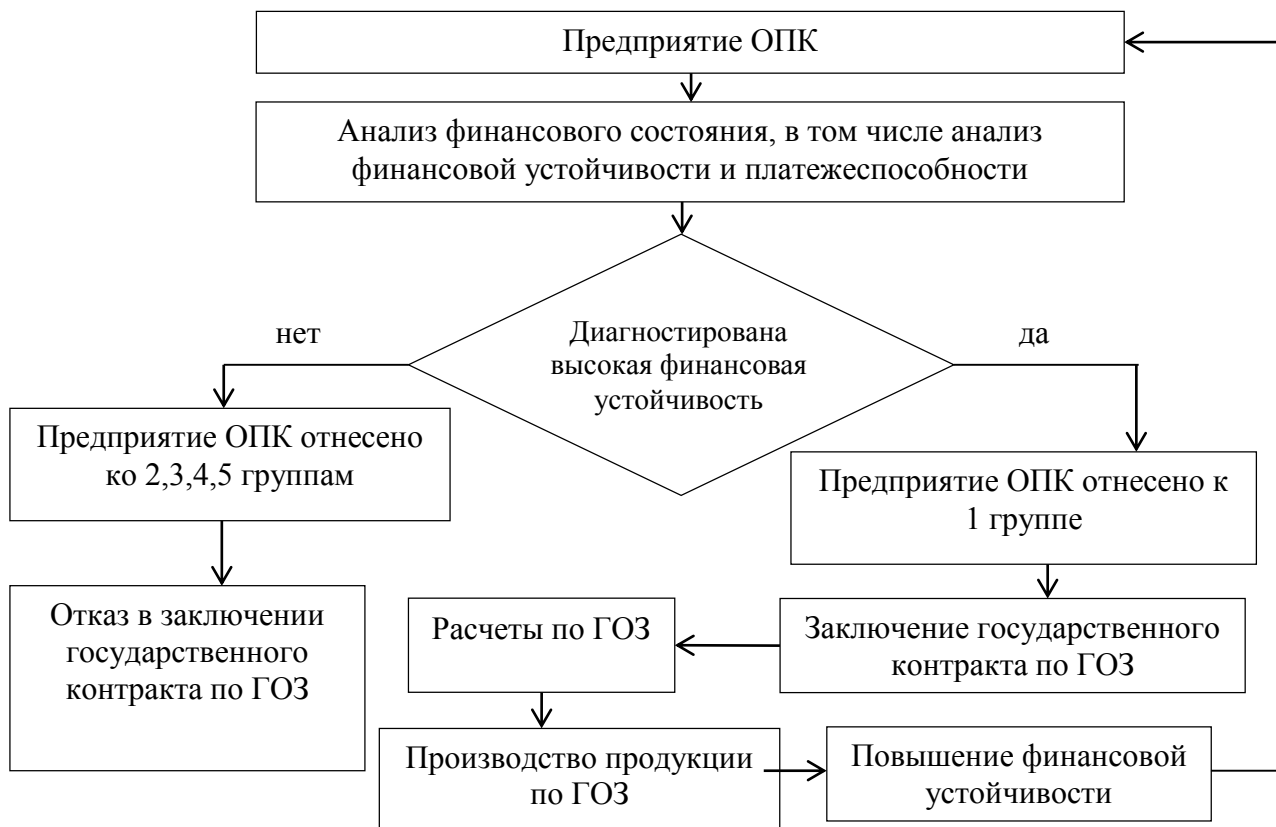 Предприятие ОПК
Анализ финансового состояния, в том числе анализ
финансовой устойчивости и платежеспособности
Диагностирована
высокая финансовая
устойчивость
нет
да
Предприятие ОПК отнесено
ко 2,3,4,5 группам
Предприятие ОПК отнесено к
1 группе
Отказ в заключении
государственного
контракта по ГОЗ
Расчеты по ГОЗ
Заключение государственного
контракта по ГОЗ
Производство продукции
по ГОЗ
Повышение финансовой
устойчивости